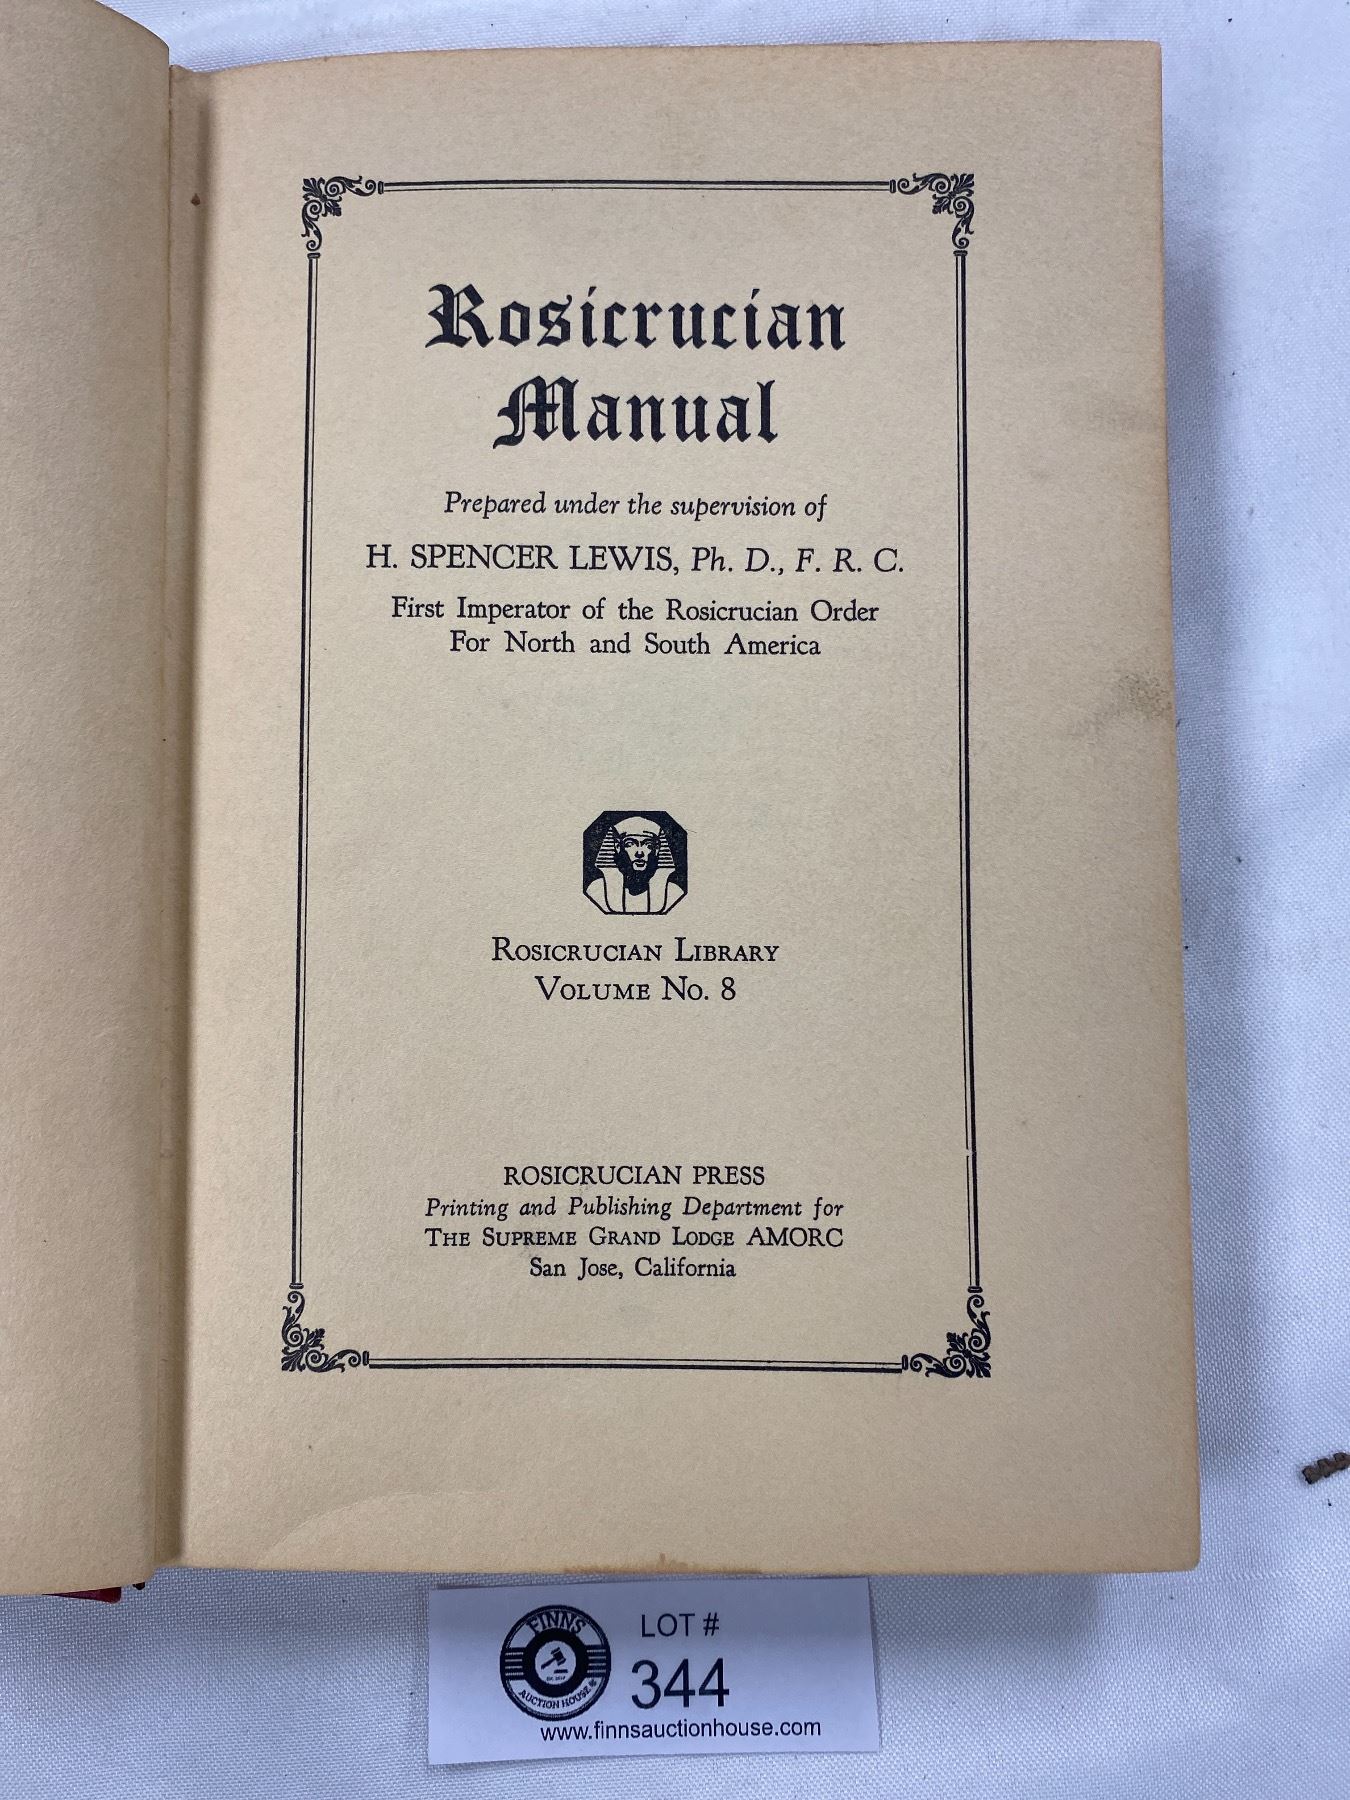 Rosicrucian
Manual
Prepared under the supervision of
H. SPENCER LEWIS, Ph. D., F. R. C.
First Imperator of the Rosicrucian Order
For North and South America
ROSICRUCIAN LIBRARY
VOLUME NO. 8
ROSICRUCIAN PRESS
Printing and Publishing Department for
THE SUPREME GRAND LODGE AMORC
San Jose, California
FINNS
AUCTION HOUSE
LOT #
344
www.finnsauctionhouse.com